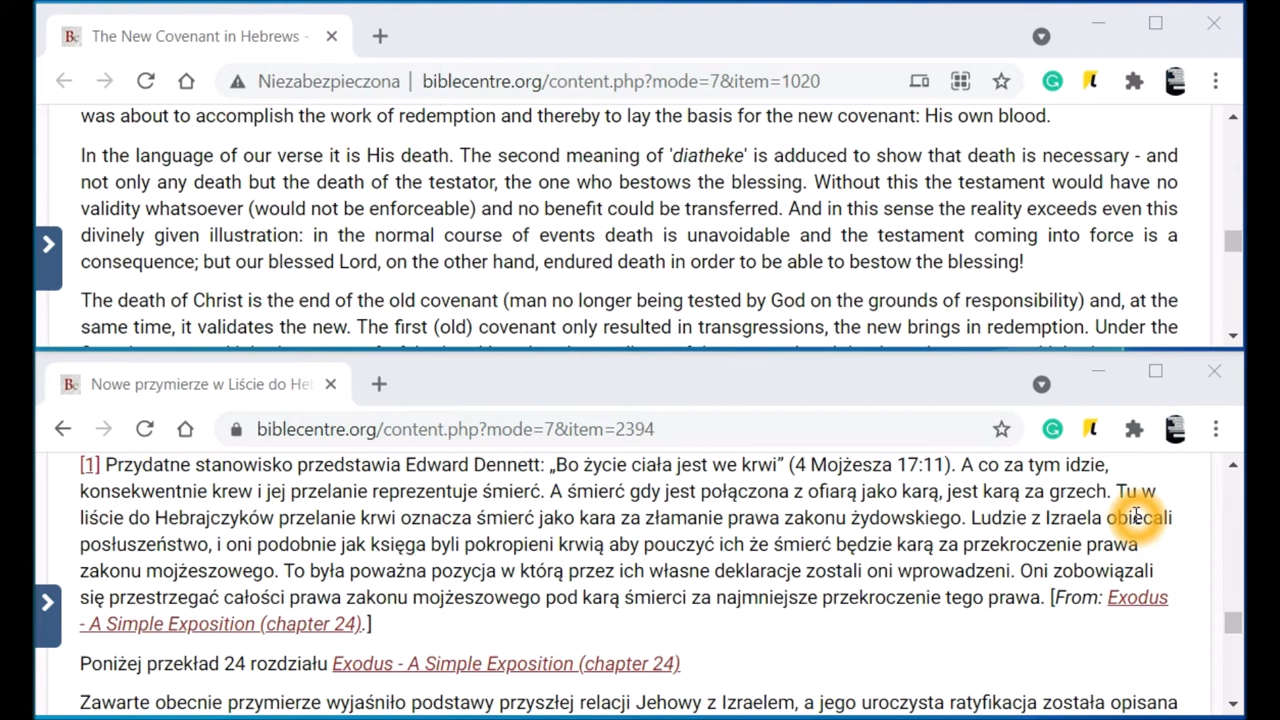 The New Covenant in Hebrews -
Niezabezpieczona | biblecentre.org/content.php?mode=7&item=1020
was about to accomplish the work of redemption and thereby to lay the basis for the new covenant: His own blood.
In the language of our verse it is His death. The second meaning of 'diatheke' is adduced to show that death is necessary - and
not only any death but the death of the testator, the one who bestows the blessing. Without this the testament would have no
validity whatsoever (would not be enforceable) and no benefit could be transferred. And in this sense the reality exceeds even this
divinely given illustration: in the normal course of events death is unavoidable and the testament coming into force is a
consequence; but our blessed Lord, on the other hand, endured death in order to be able to bestow the blessing!
The death of Christ is the end of the old covenant (man no longer being tested by God on the grounds of responsibility) and, at the
same time, it validates the new. The first (old) covenant only resulted in transgressions, the new brings in redemption. Under the
Nowe przymierze w Liście do He
biblecentre.org/content.php?mode=7&item=2394
[1] Przydatne stanowisko przedstawia Edward Dennett: „Bo życie ciała jest we krwi” (4 Mojżesza 17:11). A co za tym idzie,
konsekwentnie krew i jej przelanie reprezentuje śmierć. A śmierć gdy jest połączona z ofiarą jako karą, jest karą za grzech. Tu w
liście do Hebrajczyków przelanie krwi oznacza śmierć jako kara za złamanie prawa zakonu żydowskiego. Ludzie z Izraela obiecali
posłuszeństwo, i oni podobnie jak księga byli pokropieni krwią aby pouczyć ich że śmierć będzie karą za przekroczenie prawa
zakonu mojżeszowego. To była poważna pozycja w którą przez ich własne deklaracje zostali oni wprowadzeni. Oni zobowiązali
się przestrzegać całości prawa zakonu mojżeszowego pod karą śmierci za najmniejsze przekroczenie tego prawa. [From: Exodus
- A Simple Exposition (chapter 24).]
Poniżej przekład 24 rozdziału Exodus - A Simple Exposition (chapter 24)
Zawarte obecnie przymierze wyjaśniło podstawy przyszłej relacji Jehowy z Izraelem, a jego uroczysta ratyfikacja została opisana